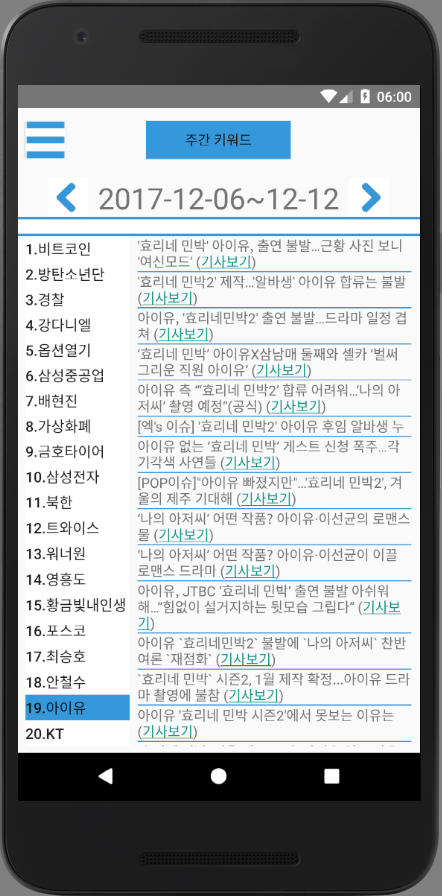 06:00
주간 키워드
2017-12-06~12-12
1.비트코인
2.방탄소년단
3.경찰
4.강다니엘
5.옵션열기
6.삼성중공업
7.배현진
8.가상화폐
9.금호타이어
10.삼성전자
11.북한
12.트와이스
13.워너원
14.영흥도
15.황금빛내인생
16.포스코
17.최승호
18.안철수
19.아이유
20.KT
'효리네 민박' 아이유, 출연 불발...근황 사진 보니
'여신모드' (기사보기)
'효리네 민박2' 제작...'알바생' 아이유 합류는 불발
(기사보기)
아이유, '효리네민박2' 출연 불발...드라마 일정 겹
쳐 (기사보기)
‘효리네 민박’ 아이유X삼남매 둘째와 셀카 ‘벌써
그리운 직원 아이유’ (기사보기)
아이유 측 “‘효리네 민박2’ 합류 어려워…‘나의 아
저씨’ 촬영 예정”(공식) (기사보기)
[엑's 이슈] '효리네 민박2' 아이유 후임 알바생 누
아이유 없는 ‘효리네 민박’ 게스트 신청 폭주...각
기각색 사연들 (기사보기)
[POP이슈]"아이유 빠졌지만"...'효리네 민박2', 겨
울의 제주 기대해 (기사보기)
‘나의 아저씨’ 어떤 작품? 아이유·이선균의 로맨스
물 (기사보기)
‘나의 아저씨’ 어떤 작품? 아이유·이선균이 이끌
로맨스 드라마 (기사보기)
아이유, JTBC ‘효리네 민박’ 출연 불발 아쉬워
해…“힘없이 설거지하는 뒷모습 그립다” (기사보
기)
아이유 `효리네민박2` 불발에 `나의 아저씨` 찬반
여론 `재점화` (기사보기)
`효리네 민박` 시즌2, 1월 제작 확정...아이유 드라
마 촬영에 불참 (기사보기)
아이유 '효리네 민박 시즌2'에서 못보는 이유는
(기사보기)